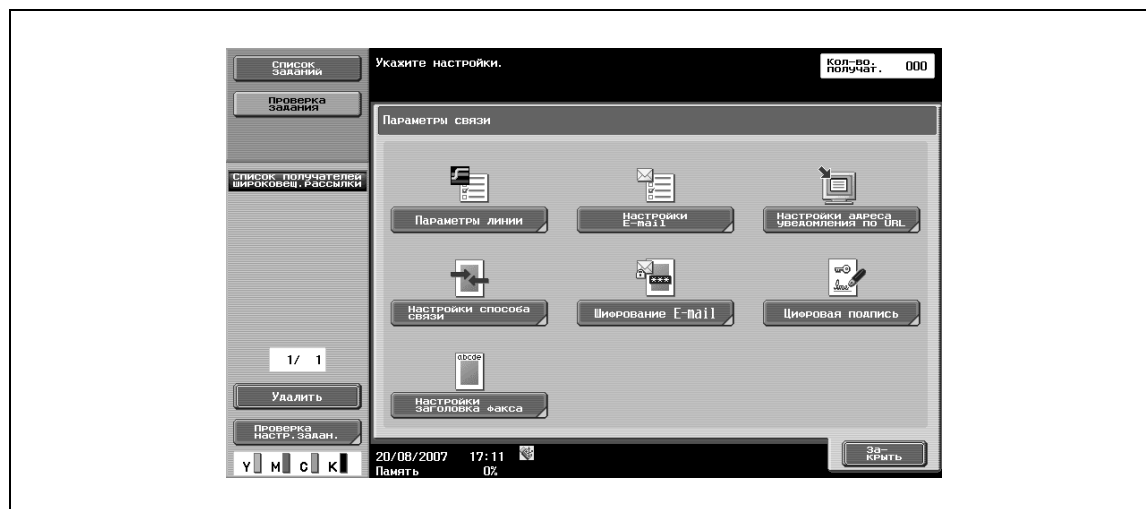 Список
заданий
Проверка
задания
Список получателей
широковещ.рассылки
1/ 1
Удалить
Проверка
настр.задан.
Y M C K
Укажите настройки.
Кол-во.
получат. 000
Параметры связи
Параметры линии
Настройки
E-mail
Настройки адреса
уведомления по URL
Настройки способа
связи
***
Шифрование E-mail
Цифровая подпись
abcde
Настройки
заголовка факса
20/08/2007 17:11
Память 0%
За-
крыть